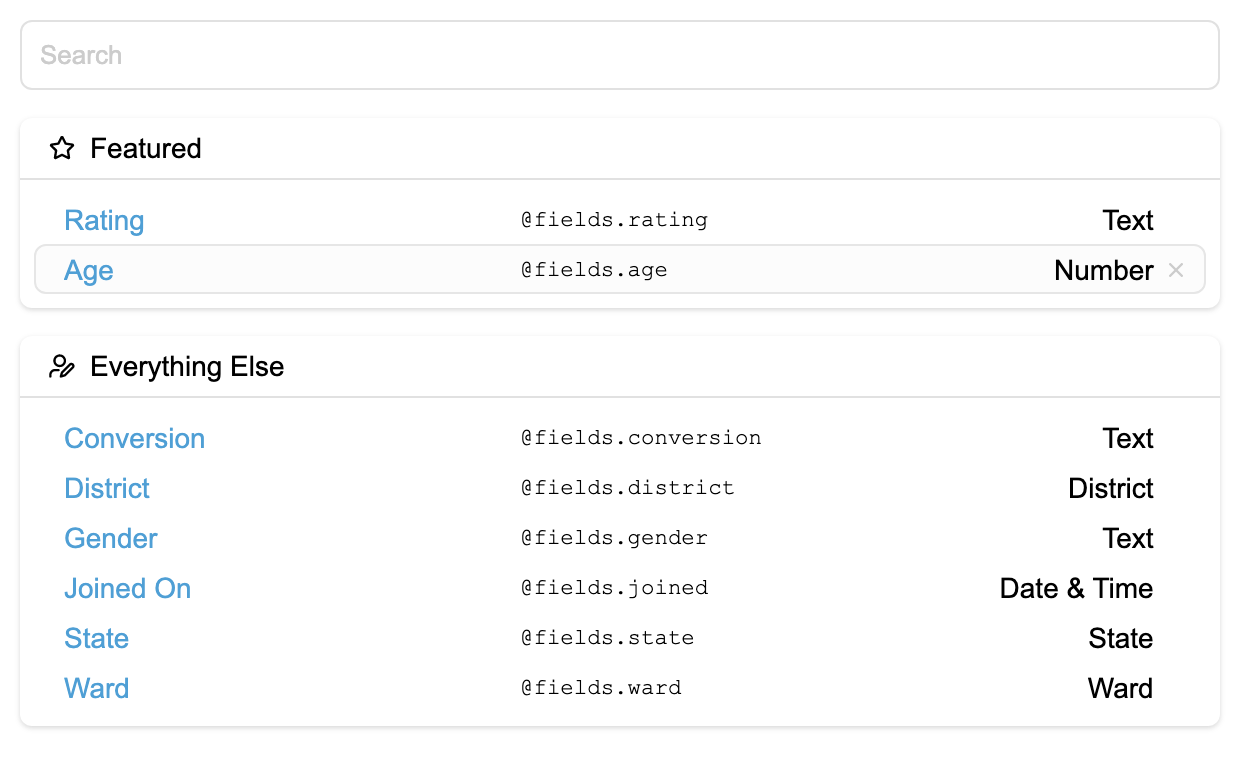 Search
Featured
Rating @fields.rating Text
Age @fields.age Number
Everything Else
Conversion @fields.conversion Text
District @fields.district District
Gender @fields.gender Text
Joined On @fields.joined Date & Time
State @fields.state State
Ward @fields.ward Ward